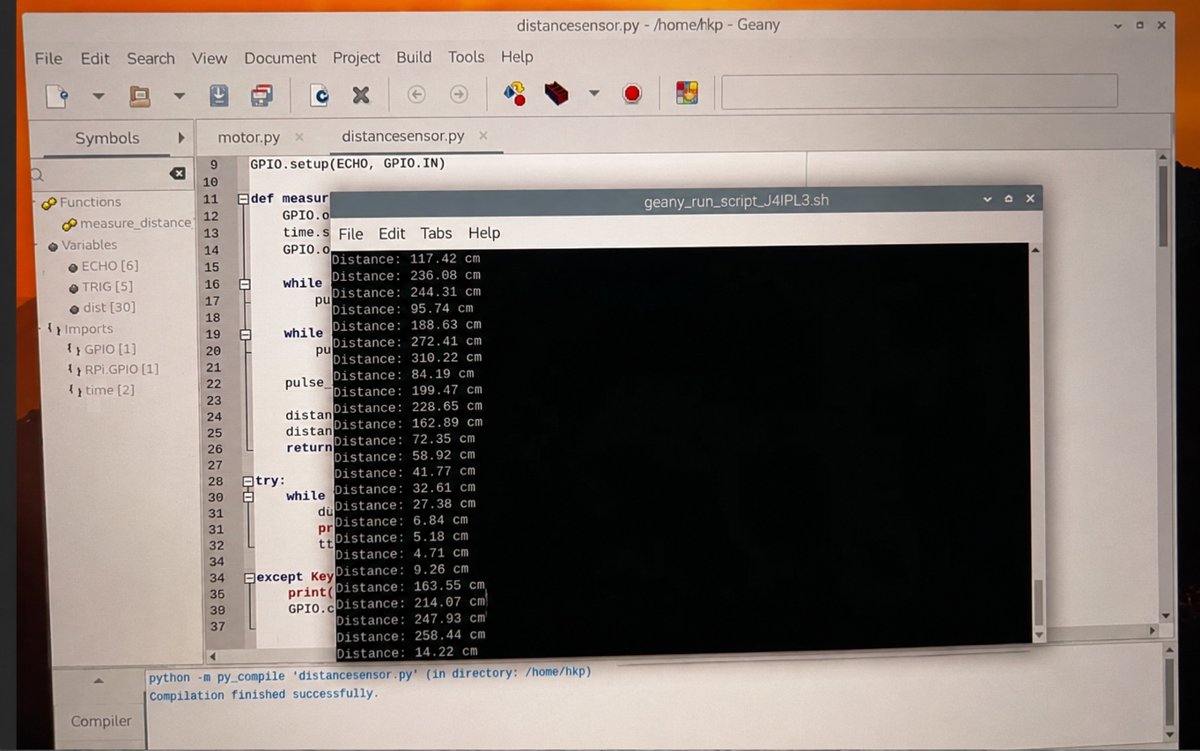 distancesensor.py - /home/hkp - Geany
File Edit Search View Document Project Build Tools Help
Symbols
motor.py
distancesensor.py
Functions
measure_distance
Variables
ECHO [6]
TRIG [5]
dist [30]
Imports
GPIO [1]
RPi.GPIO [1]
time [2]
9 GPIO.setup(ECHO, GPIO.IN)
10
11 def measur
12 GPIO.o
13 time.s
14 GPIO.o
15
16 while
17 pu
18
19 while
20 pu
21
22 pulse_
23
24 distan
25 distan
26 return
27
28 try:
30 while
31 dù
31 pr
32 tt
34
34 except Key
35 print(
39 GPIO.c
37
geany_run_script_J4IPL3.sh
File Edit Tabs Help
Distance: 117.42 cm
Distance: 236.08 cm
Distance: 244.31 cm
Distance: 95.74 cm
Distance: 188.63 cm
Distance: 272.41 cm
Distance: 310.22 cm
Distance: 84.19 cm
Distance: 199.47 cm
Distance: 228.65 cm
Distance: 162.89 cm
Distance: 72.35 cm
Distance: 58.92 cm
Distance: 41.77 cm
Distance: 32.61 cm
Distance: 27.38 cm
Distance: 6.84 cm
Distance: 5.18 cm
Distance: 4.71 cm
Distance: 9.26 cm
Distance: 163.55 cm
Distance: 214.07 cm
Distance: 247.93 cm
Distance: 258.44 cm
Distance: 14.22 cm
python -m py_compile 'distancesensor.py' (in directory: /home/hkp)
Compilation finished successfully.
Compiler